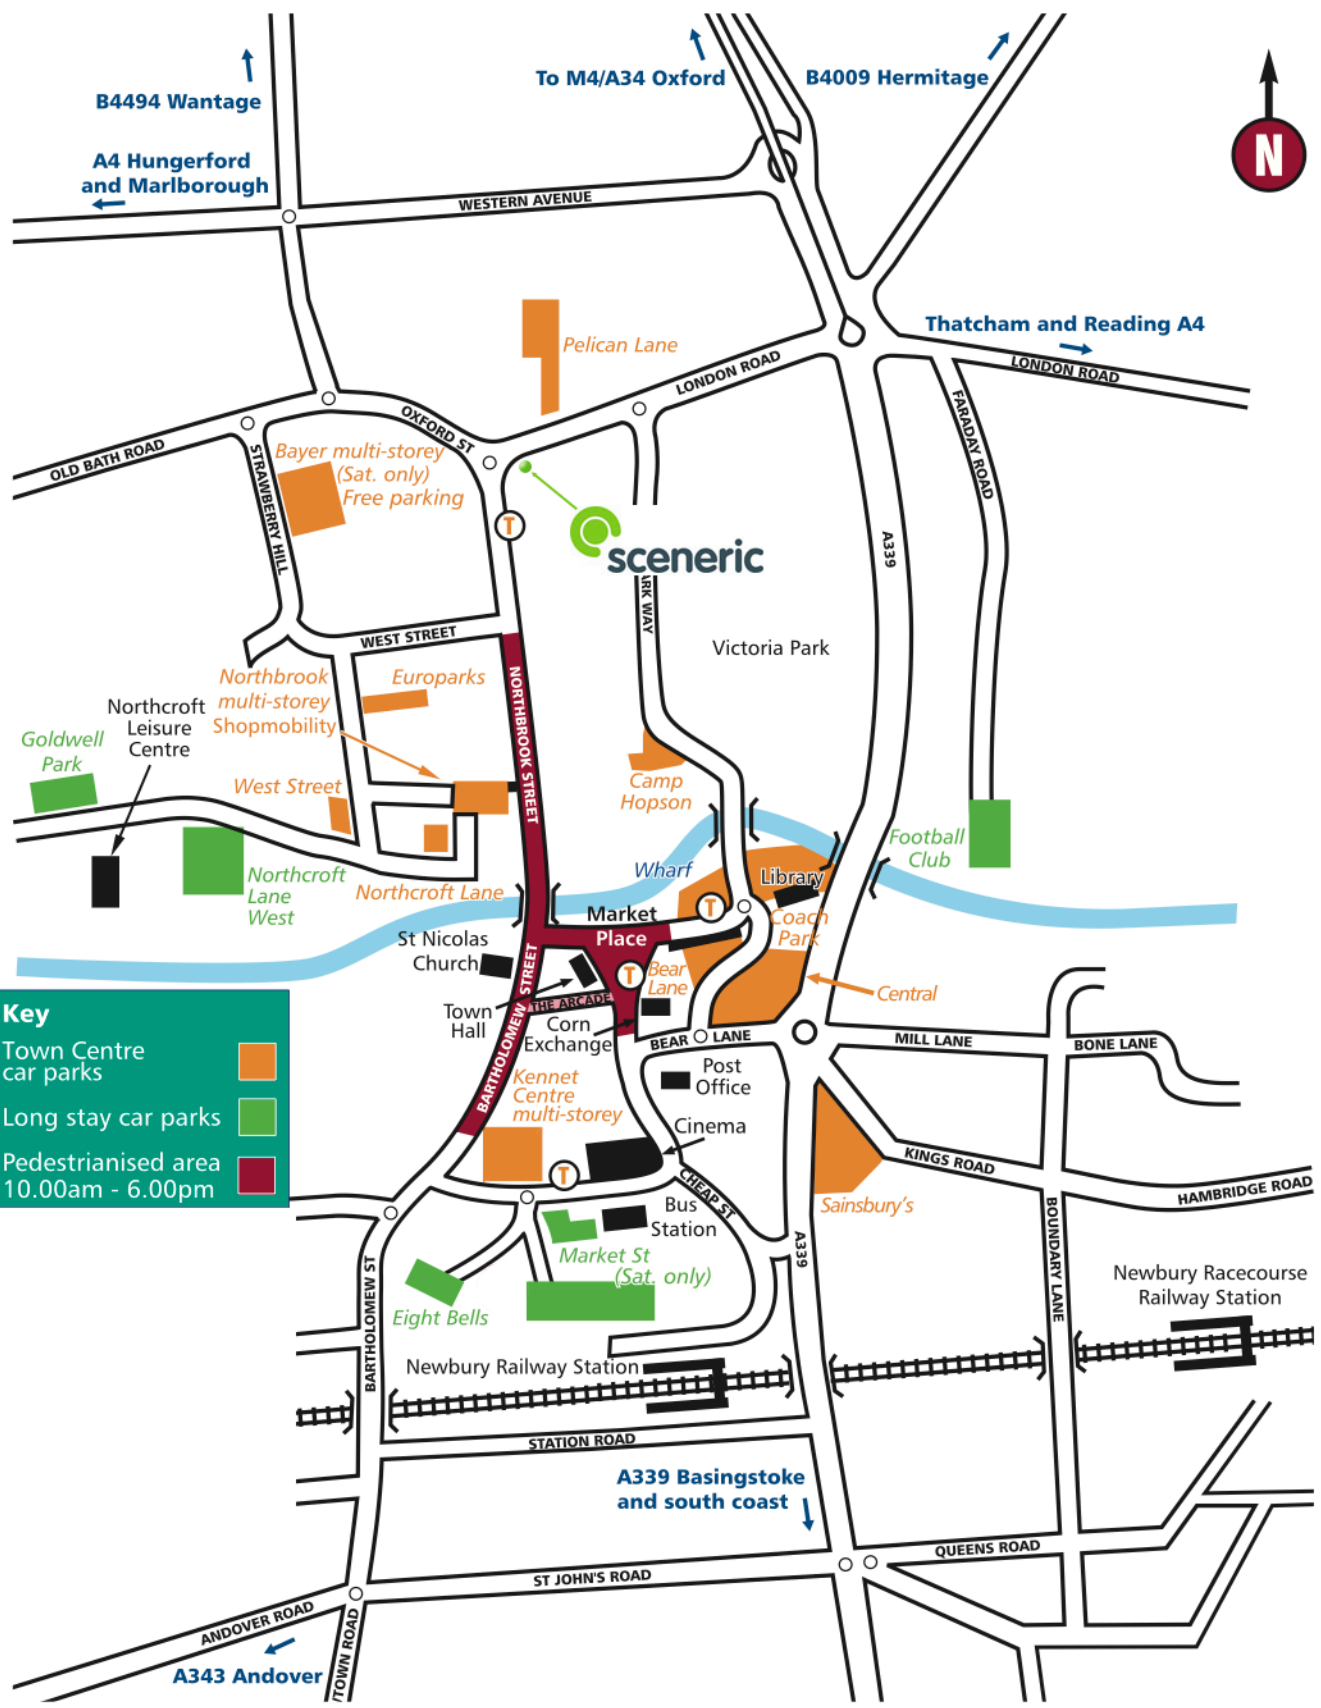 To M4/A34 Oxford
B4009 Hermitage
B4494 Wantage
A4 Hungerford
and Marlborough
N
WESTERN AVENUE
Thatcham and Reading A4
Pelican Lane
LONDON ROAD
LONDON ROAD
OXFORD ST
OLD BATH ROAD
STRAWBERRY HILL
FARADAY ROAD
Bayer multi-storey
(Sat. only)
Free parking
T
sceneric
A339
WEST STREET
ARK WAY
Victoria Park
Northbrook
multi-storey
Shopmobility
Europarks
NORTHBROOK STREET
Northcroft
Leisure
Centre
Goldwell
Park
West Street
Camp
Hopson
Football
Club
Wharf
Library
Northcroft
Lane
West
Northcroft Lane
Market
Place
T
Coach
Park
St Nicolas
Church
T
Bear
Lane
Central
Town
Hall
THE ARCADE
Corn
Exchange
BEAR LANE
MILL LANE
BONE LANE
BARTHOLOMEW STREET
Key
Town Centre
car parks
Long stay car parks
Pedestrianised area
10.00am - 6.00pm
Kennet
Centre
multi-storey
Post
Office
Cinema
T
CHEAP ST
KINGS ROAD
HAMBRIDGE ROAD
Sainsbury's
Bus
Station
Market St
(Sat. only)
Eight Bells
A339
BOUNDARY LANE
BARTHOLOMEW ST
Newbury Racecourse
Railway Station
Newbury Railway Station
STATION ROAD
A339 Basingstoke
and south coast
QUEENS ROAD
ST JOHN'S ROAD
ANDOVER ROAD
A343 Andover
TOWN ROAD